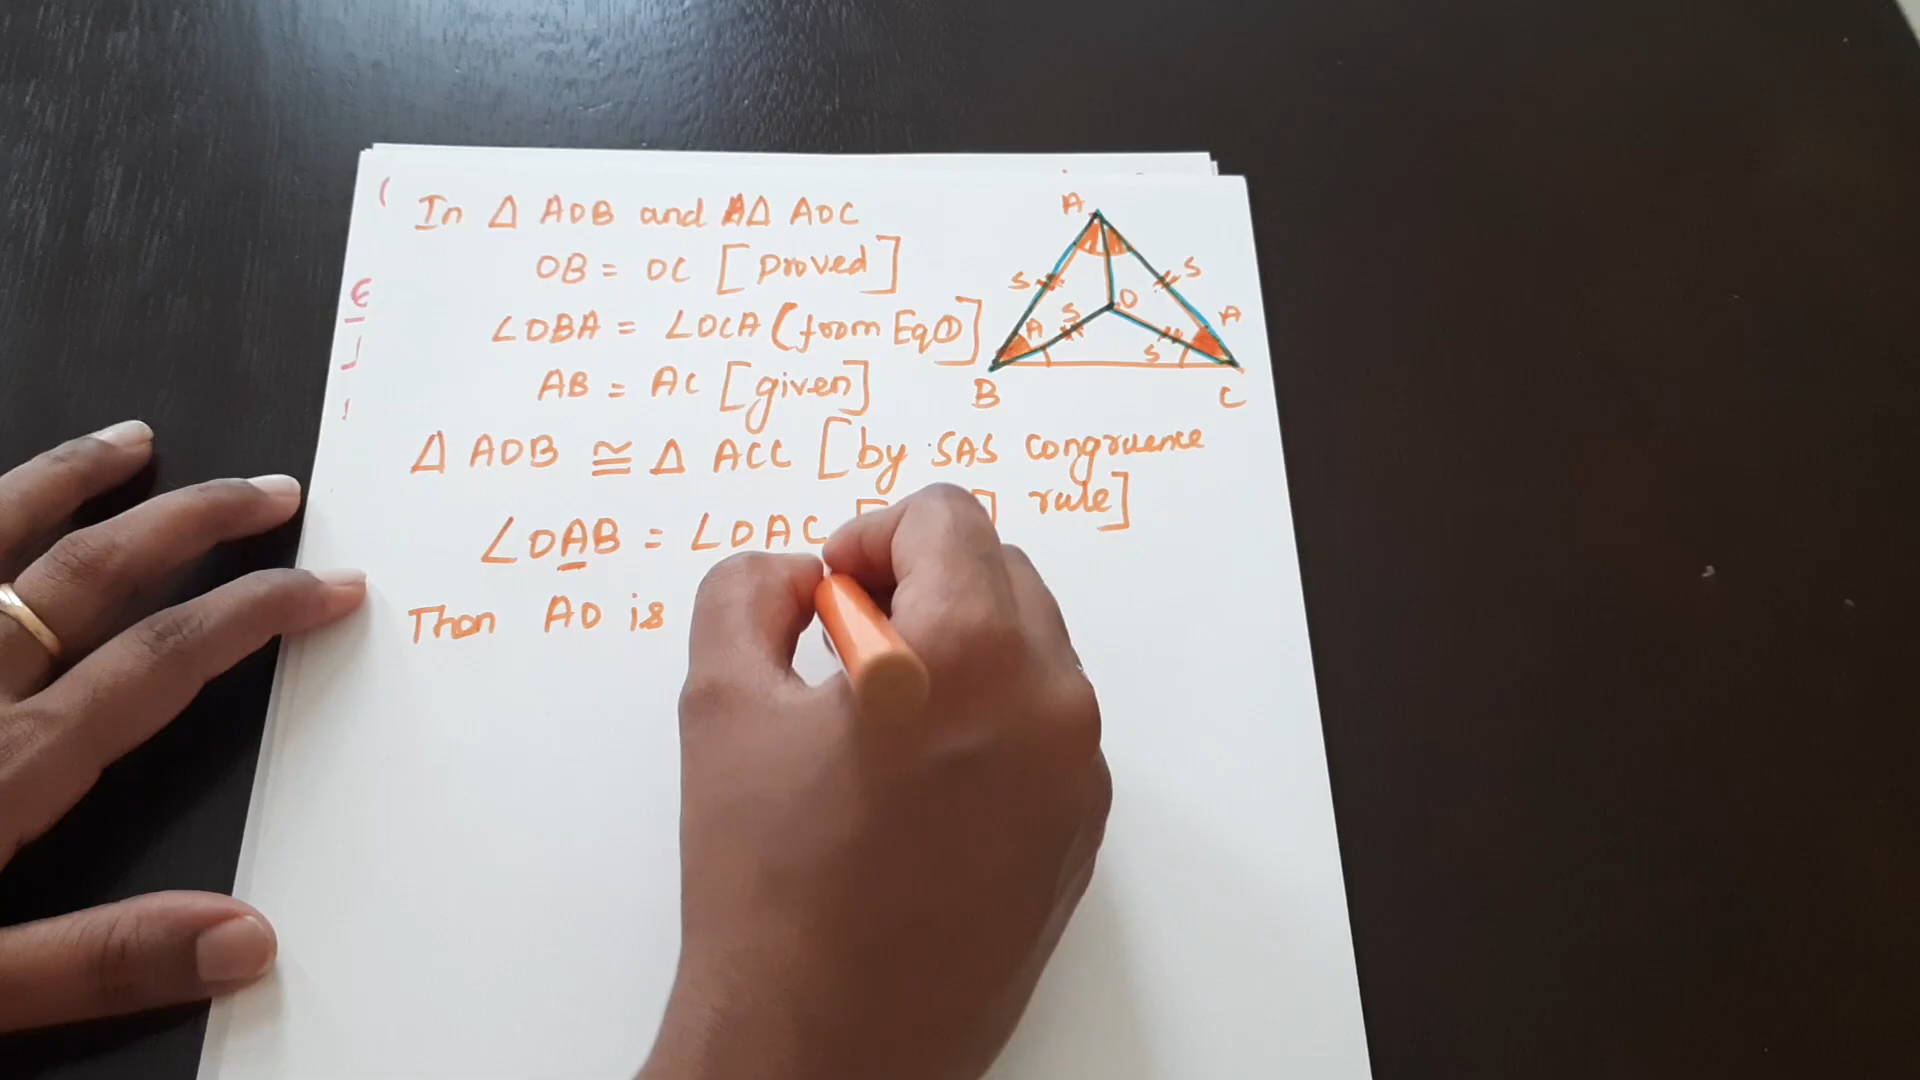 In Δ AOB and Δ AOC
OB = OC [proved]
∠OBA = ∠OCA (from Eq①]
AB = AC [given]
Δ AOB ≅ Δ ACC [by SAS congruence
rule]
∠OAB = ∠OAC
Then AO is
A
S
S
O
S
A
A
S
B
C